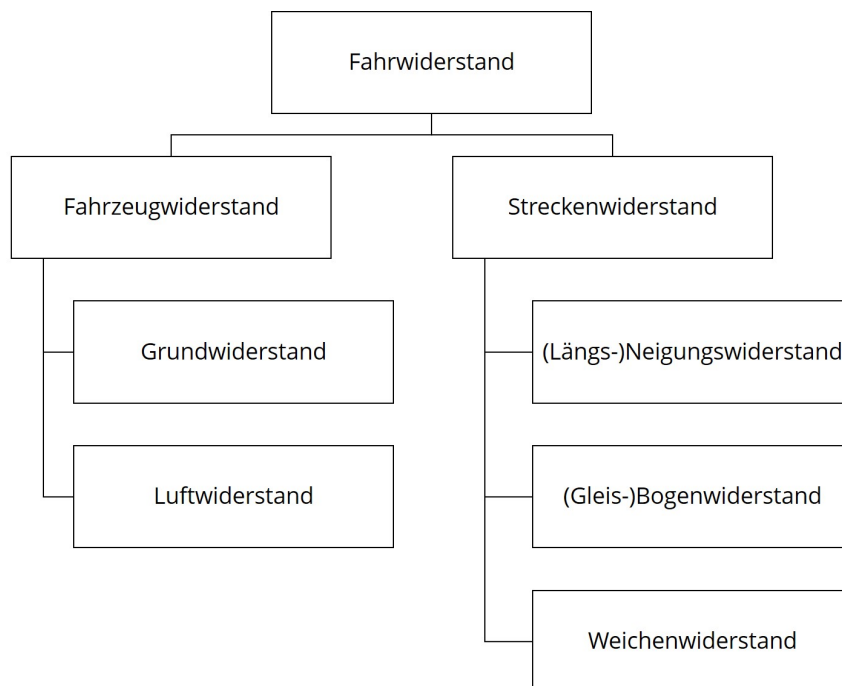 Fahrwiderstand
Fahrzeugwiderstand
Streckenwiderstand
Grundwiderstand
(Längs-)Neigungswiderstand
Luftwiderstand
(Gleis-)Bogenwiderstand
Weichenwiderstand